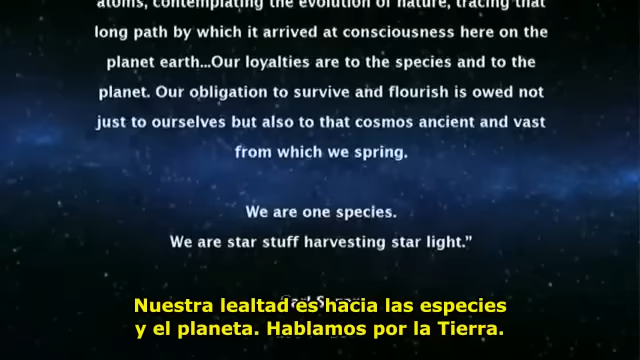 atoms, contemplating the evolution of nature, tracing that
long path by which it arrived at consciousness here on the
planet earth...Our loyalties are to the species and to the
planet. Our obligation to survive and flourish is owed not
just to ourselves but also to that cosmos ancient and vast
from which we spring.
We are one species.
We are star stuff harvesting star light.”
Nuestra lealtad es hacia las especies
y el planeta. Hablamos por la Tierra.